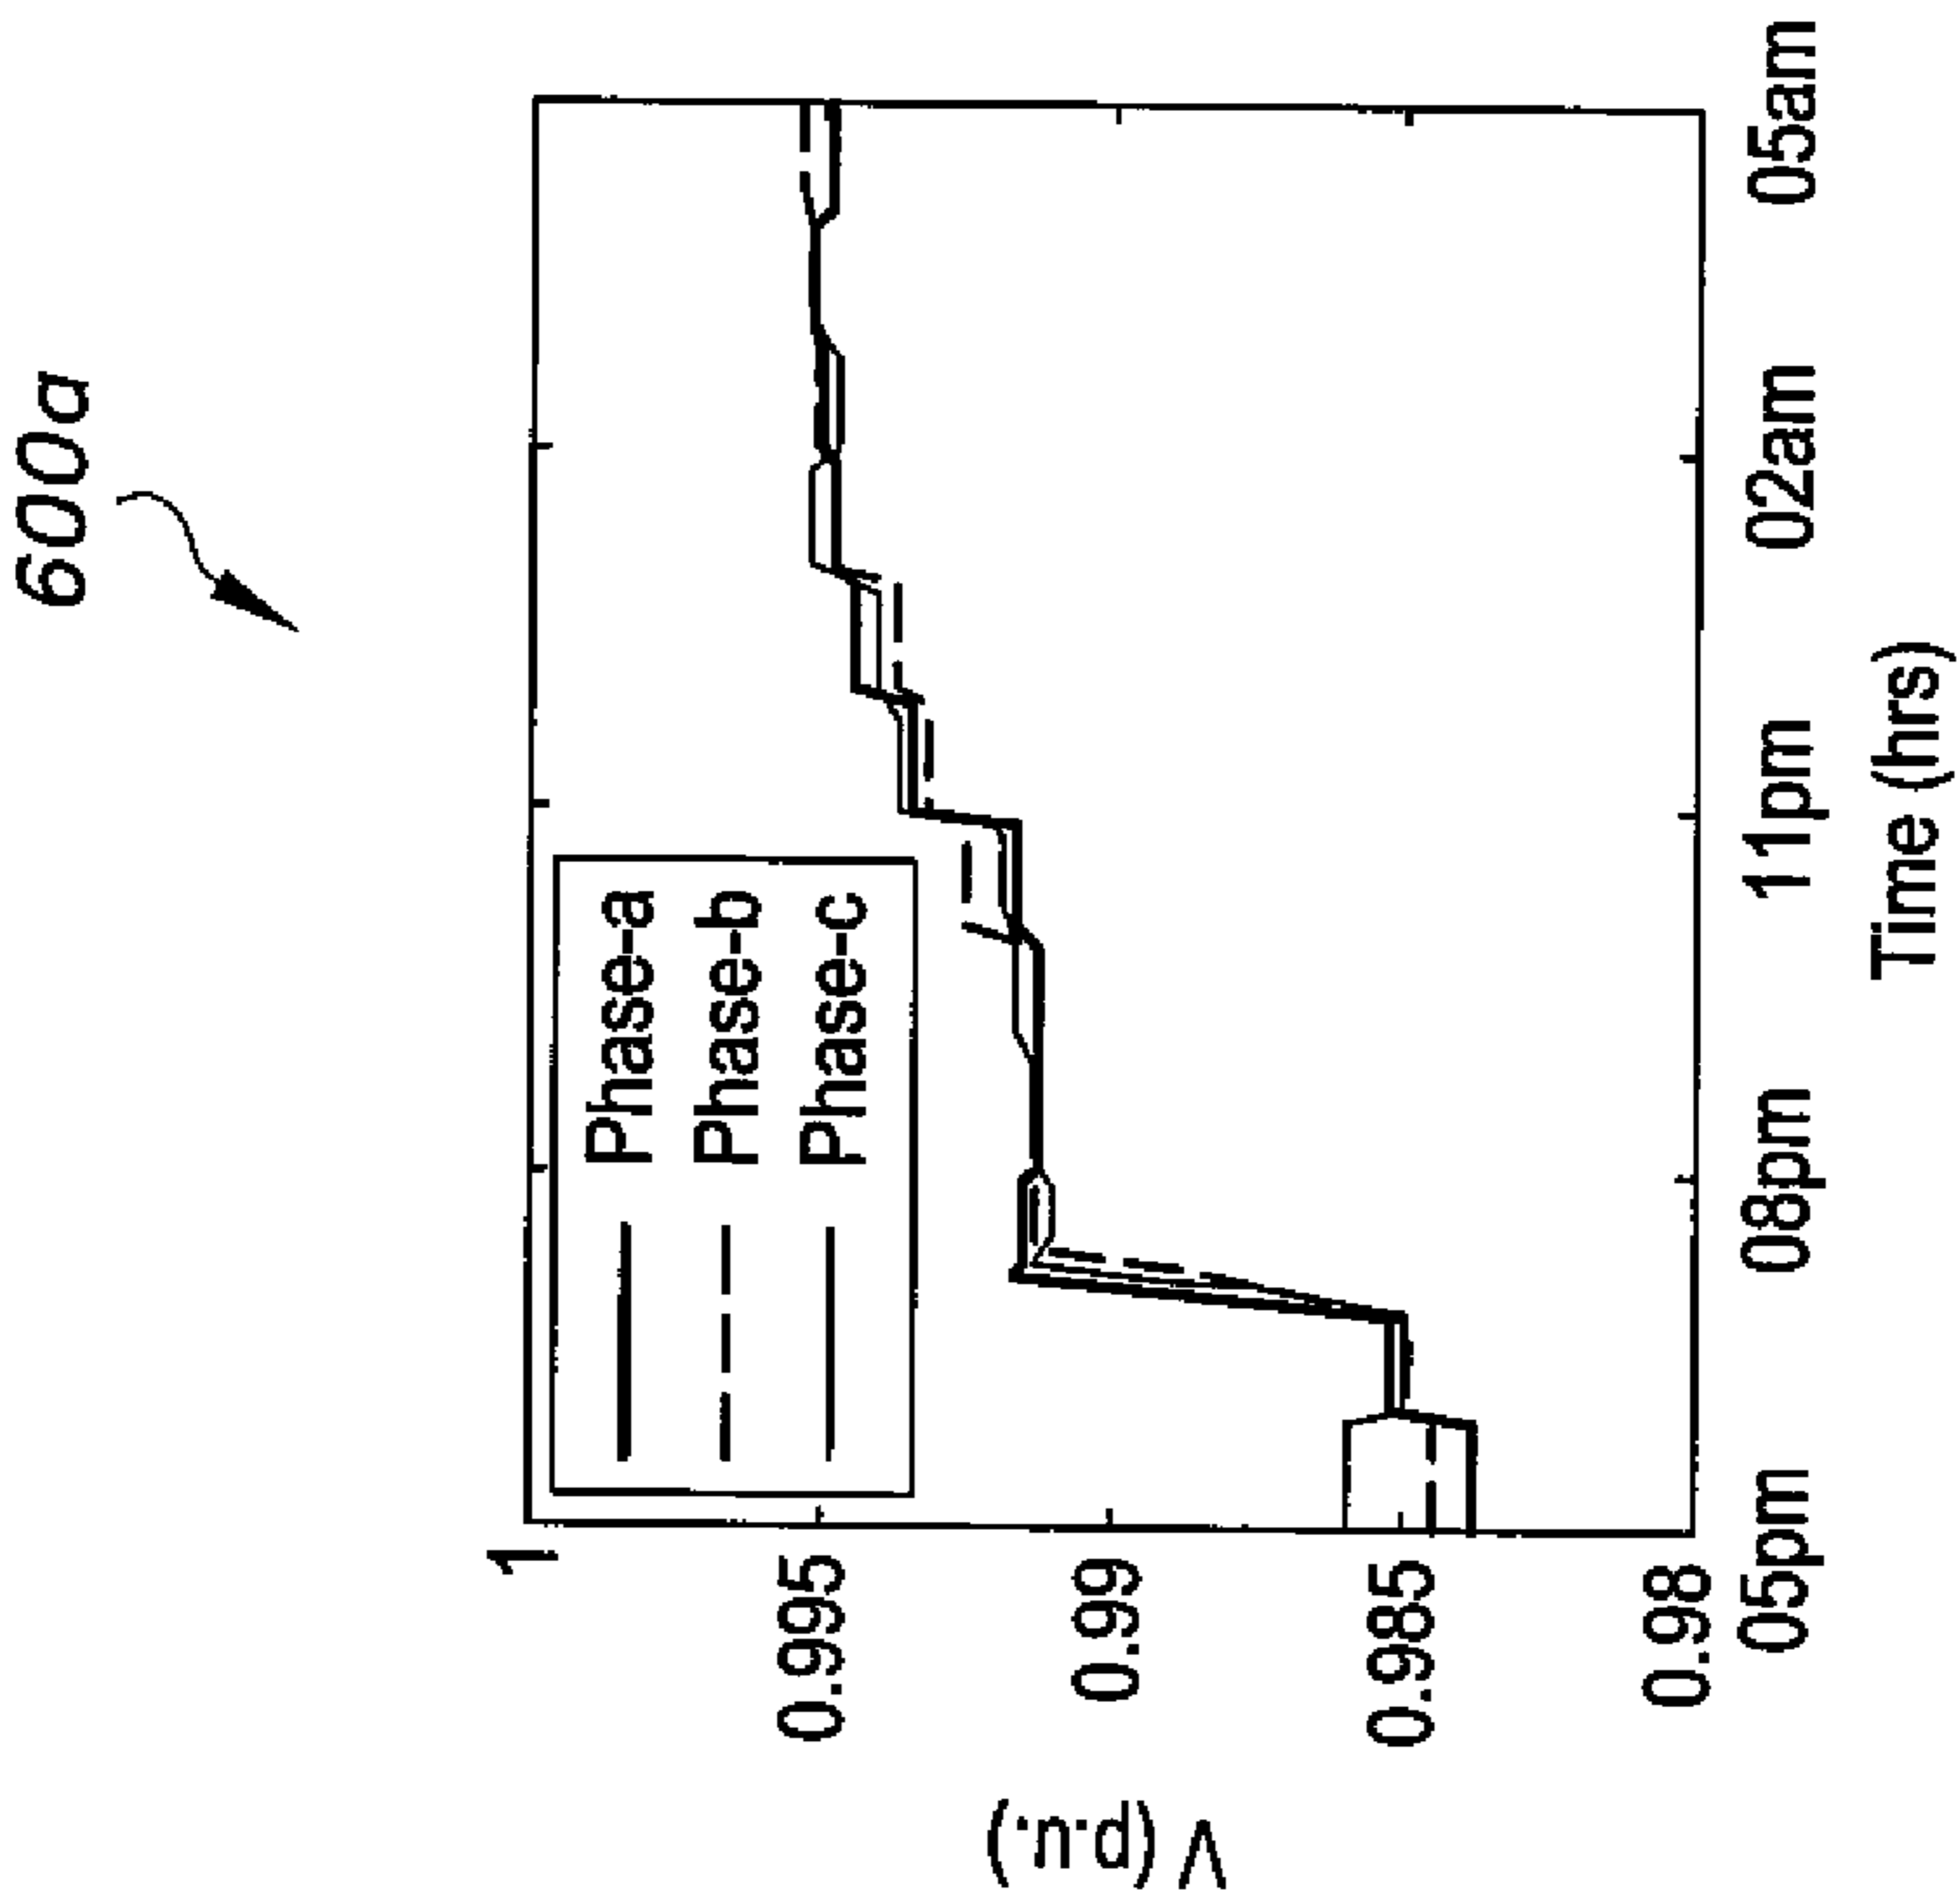 600a
Phase-a
Phase-b
Phase-c
1
0.995
0.99
0.985
0.98
V (p.u.)
05pm
08pm
11pm
02am
05am
Time (hrs)